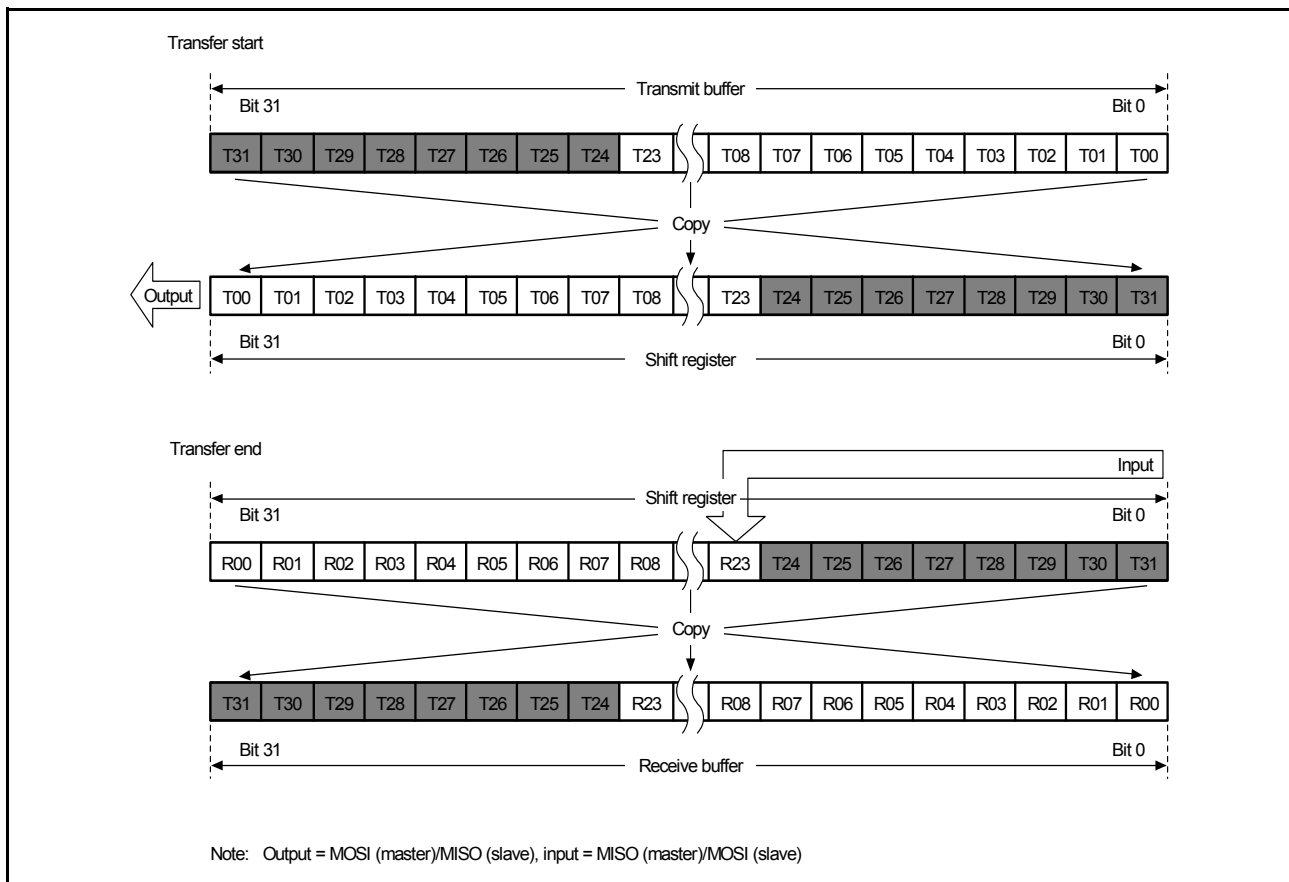 Transfer start
Transmit buffer
Bit 31 Bit 0
T31 T30 T29 T28 T27 T26 T25 T24 T23 T08 T07 T06 T05 T04 T03 T02 T01 T00
Copy
Output T00 T01 T02 T03 T04 T05 T06 T07 T08 T23 T24 T25 T26 T27 T28 T29 T30 T31
Bit 31 Bit 0
Shift register
Transfer end
Input
Shift register
Bit 31 Bit 0
R00 R01 R02 R03 R04 R05 R06 R07 R08 R23 T24 T25 T26 T27 T28 T29 T30 T31
Copy
T31 T30 T29 T28 T27 T26 T25 T24 R23 R08 R07 R06 R05 R04 R03 R02 R01 R00
Bit 31 Bit 0
Receive buffer
Note: Output = MOSI (master)/MISO (slave), input = MISO (master)/MOSI (slave)